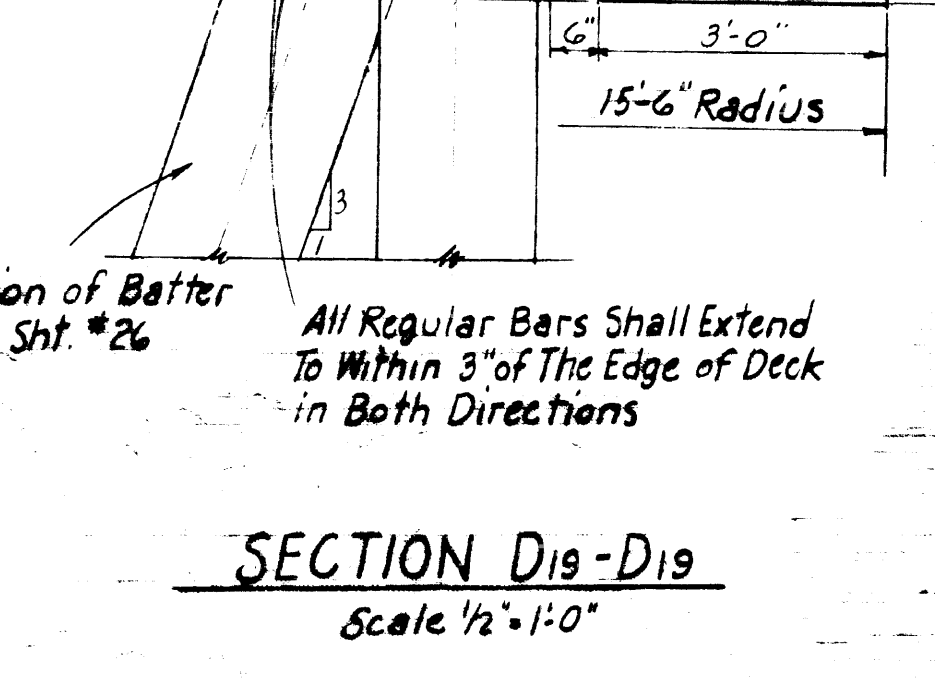 6"
3'-0"
15'-6" Radius
3
1
on of Batter
Sht. #26
All Regular Bars Shall Extend
To Within 3" of The Edge of Deck
in Both Directions
SECTION D19-D19
Scale 1/2" = 1'-0"